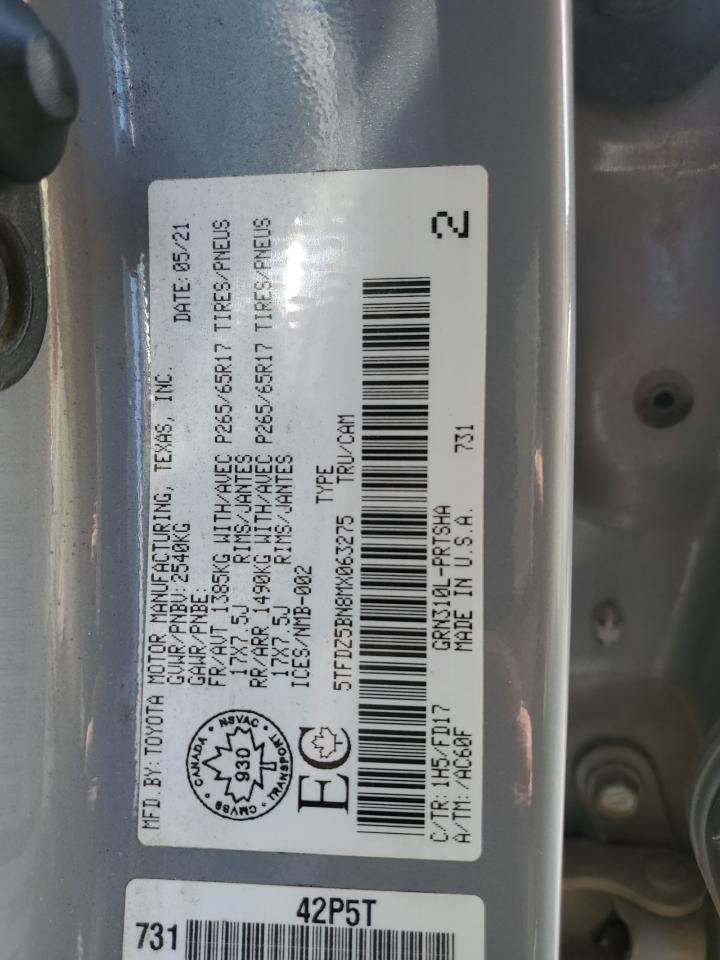 MFD. BY: TOYOTA MOTOR MANUFACTURING, TEXAS, INC.
GVWR/PNBV: 2540KG DATE: 05/21
GAWR/PNBE:
FR/AVT 1385KG WITH/AVEC P265/65R17 TIRES/PNEUS
17X7.5J RIMS/JANTES
RR/ARR 1490KG WITH/AVEC P265/65R17 TIRES/PNEUS
17X7.5J RIMS/JANTES
ICES/NMB-002 TYPE
5TFDZ5BN8MX063275 TRU/CAM
CANADA · NSVAC · TRANSPORT · CMVSS
930
EC
2
C/TR: 1H5/FD17 GRN310L-PRTSHA 731
A/TM: /AC60F MADE IN U.S.A.
42P5T
731